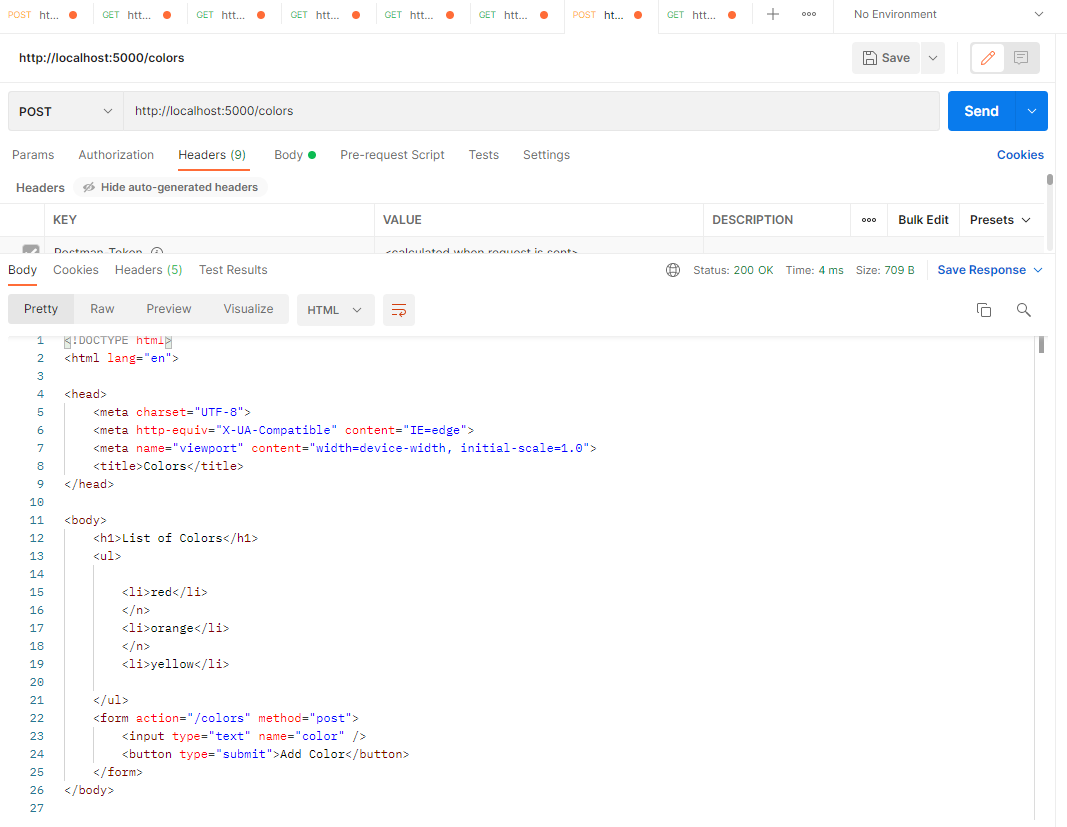 POST ht... GET htt... GET htt... GET htt... GET htt... GET htt... POST ht... GET htt... + ooo No Environment
http://localhost:5000/colors Save
POST http://localhost:5000/colors Send
Params Authorization Headers (9) Body Pre-request Script Tests Settings Cookies
Headers Hide auto-generated headers
KEY VALUE DESCRIPTION ooo Bulk Edit Presets
Postman-Token <calculated when request is sent>
Body Cookies Headers (5) Test Results Status: 200 OK Time: 4 ms Size: 709 B Save Response
Pretty Raw Preview Visualize HTML
1 <!DOCTYPE html>
2 <html lang="en">
3
4 <head>
5 <meta charset="UTF-8">
6 <meta http-equiv="X-UA-Compatible" content="IE=edge">
7 <meta name="viewport" content="width=device-width, initial-scale=1.0">
8 <title>Colors</title>
9 </head>
10
11 <body>
12 <h1>List of Colors</h1>
13 <ul>
14
15 <li>red</li>
16 </n>
17 <li>orange</li>
18 </n>
19 <li>yellow</li>
20
21 </ul>
22 <form action="/colors" method="post">
23 <input type="text" name="color" />
24 <button type="submit">Add Color</button>
25 </form>
26 </body>
27